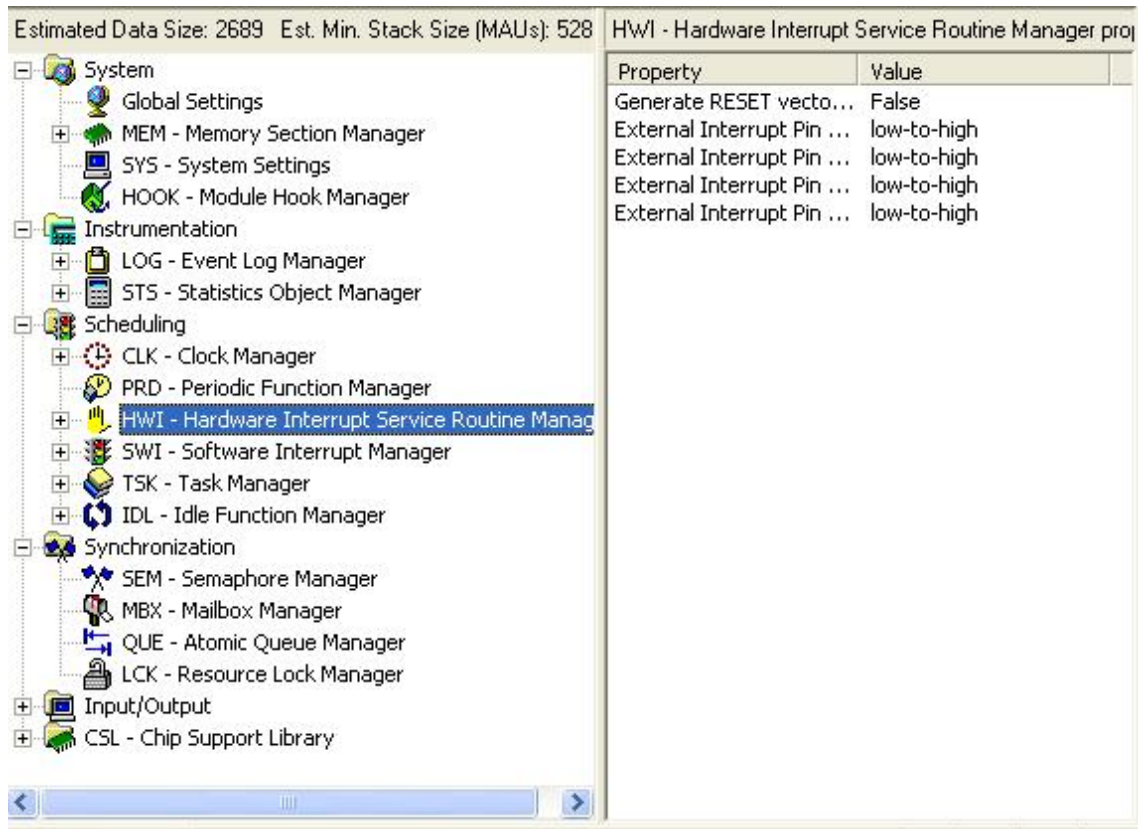 Estimated Data Size: 2689 Est. Min. Stack Size (MAUs): 528
System
Global Settings
MEM - Memory Section Manager
SYS - System Settings
HOOK - Module Hook Manager
Instrumentation
LOG - Event Log Manager
STS - Statistics Object Manager
Scheduling
CLK - Clock Manager
PRD - Periodic Function Manager
HWI - Hardware Interrupt Service Routine Manag
SWI - Software Interrupt Manager
TSK - Task Manager
IDL - Idle Function Manager
Synchronization
SEM - Semaphore Manager
MBX - Mailbox Manager
QUE - Atomic Queue Manager
LCK - Resource Lock Manager
Input/Output
CSL - Chip Support Library
HWI - Hardware Interrupt Service Routine Manager prop
Property Value
Generate RESET vecto... False
External Interrupt Pin ... low-to-high
External Interrupt Pin ... low-to-high
External Interrupt Pin ... low-to-high
External Interrupt Pin ... low-to-high